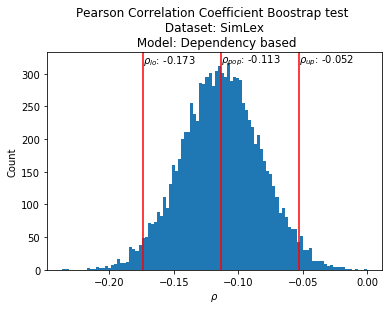 Pearson Correlation Coefficient Boostrap test
Dataset: SimLex
Model: Dependency based
ρlo: -0.173
ρpop: -0.113
ρup: -0.052
300
250
200
150
100
50
0
Count
−0.20
−0.15
−0.10
−0.05
0.00
ρ